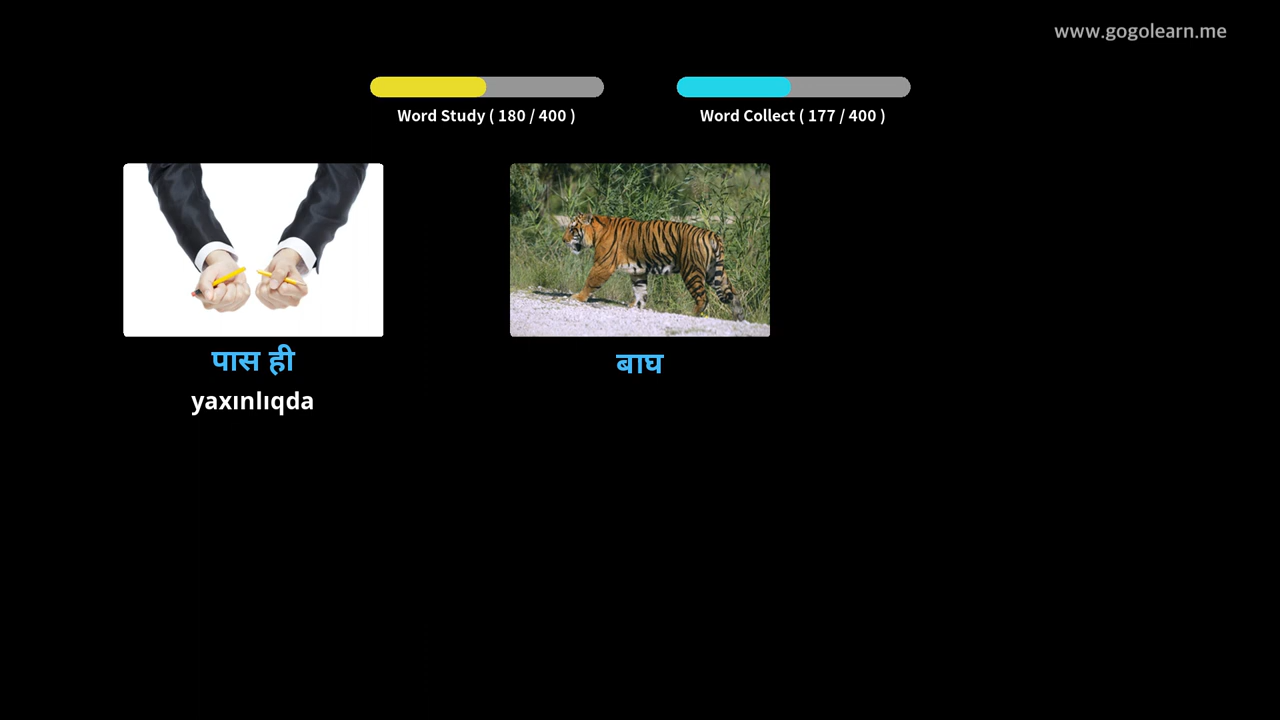 www.gogolearn.me
Word Study ( 180 / 400 )
Word Collect ( 177 / 400 )
पास ही
yaxınlıqda
बाघ